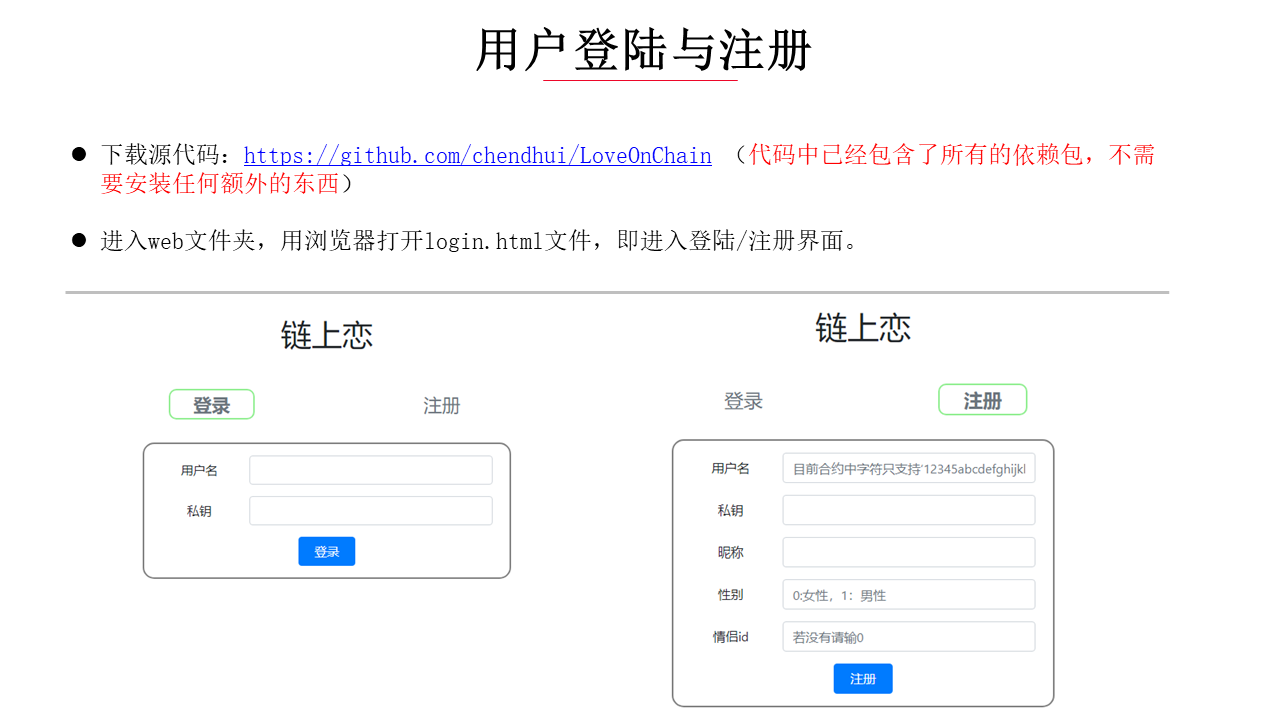 用户登陆与注册
● 下载源代码：https://github.com/chendhui/LoveOnChain （代码中已经包含了所有的依赖包，不需
要安装任何额外的东西）
● 进入web文件夹，用浏览器打开login.html文件，即进入登陆/注册界面。
链上恋
登录 注册
用户名
私钥
登录
链上恋
登录 注册
用户名 目前合约中字符只支持'12345abcdefghijkl
私钥
昵称
性别 0:女性，1：男性
情侣id 若没有请输0
注册